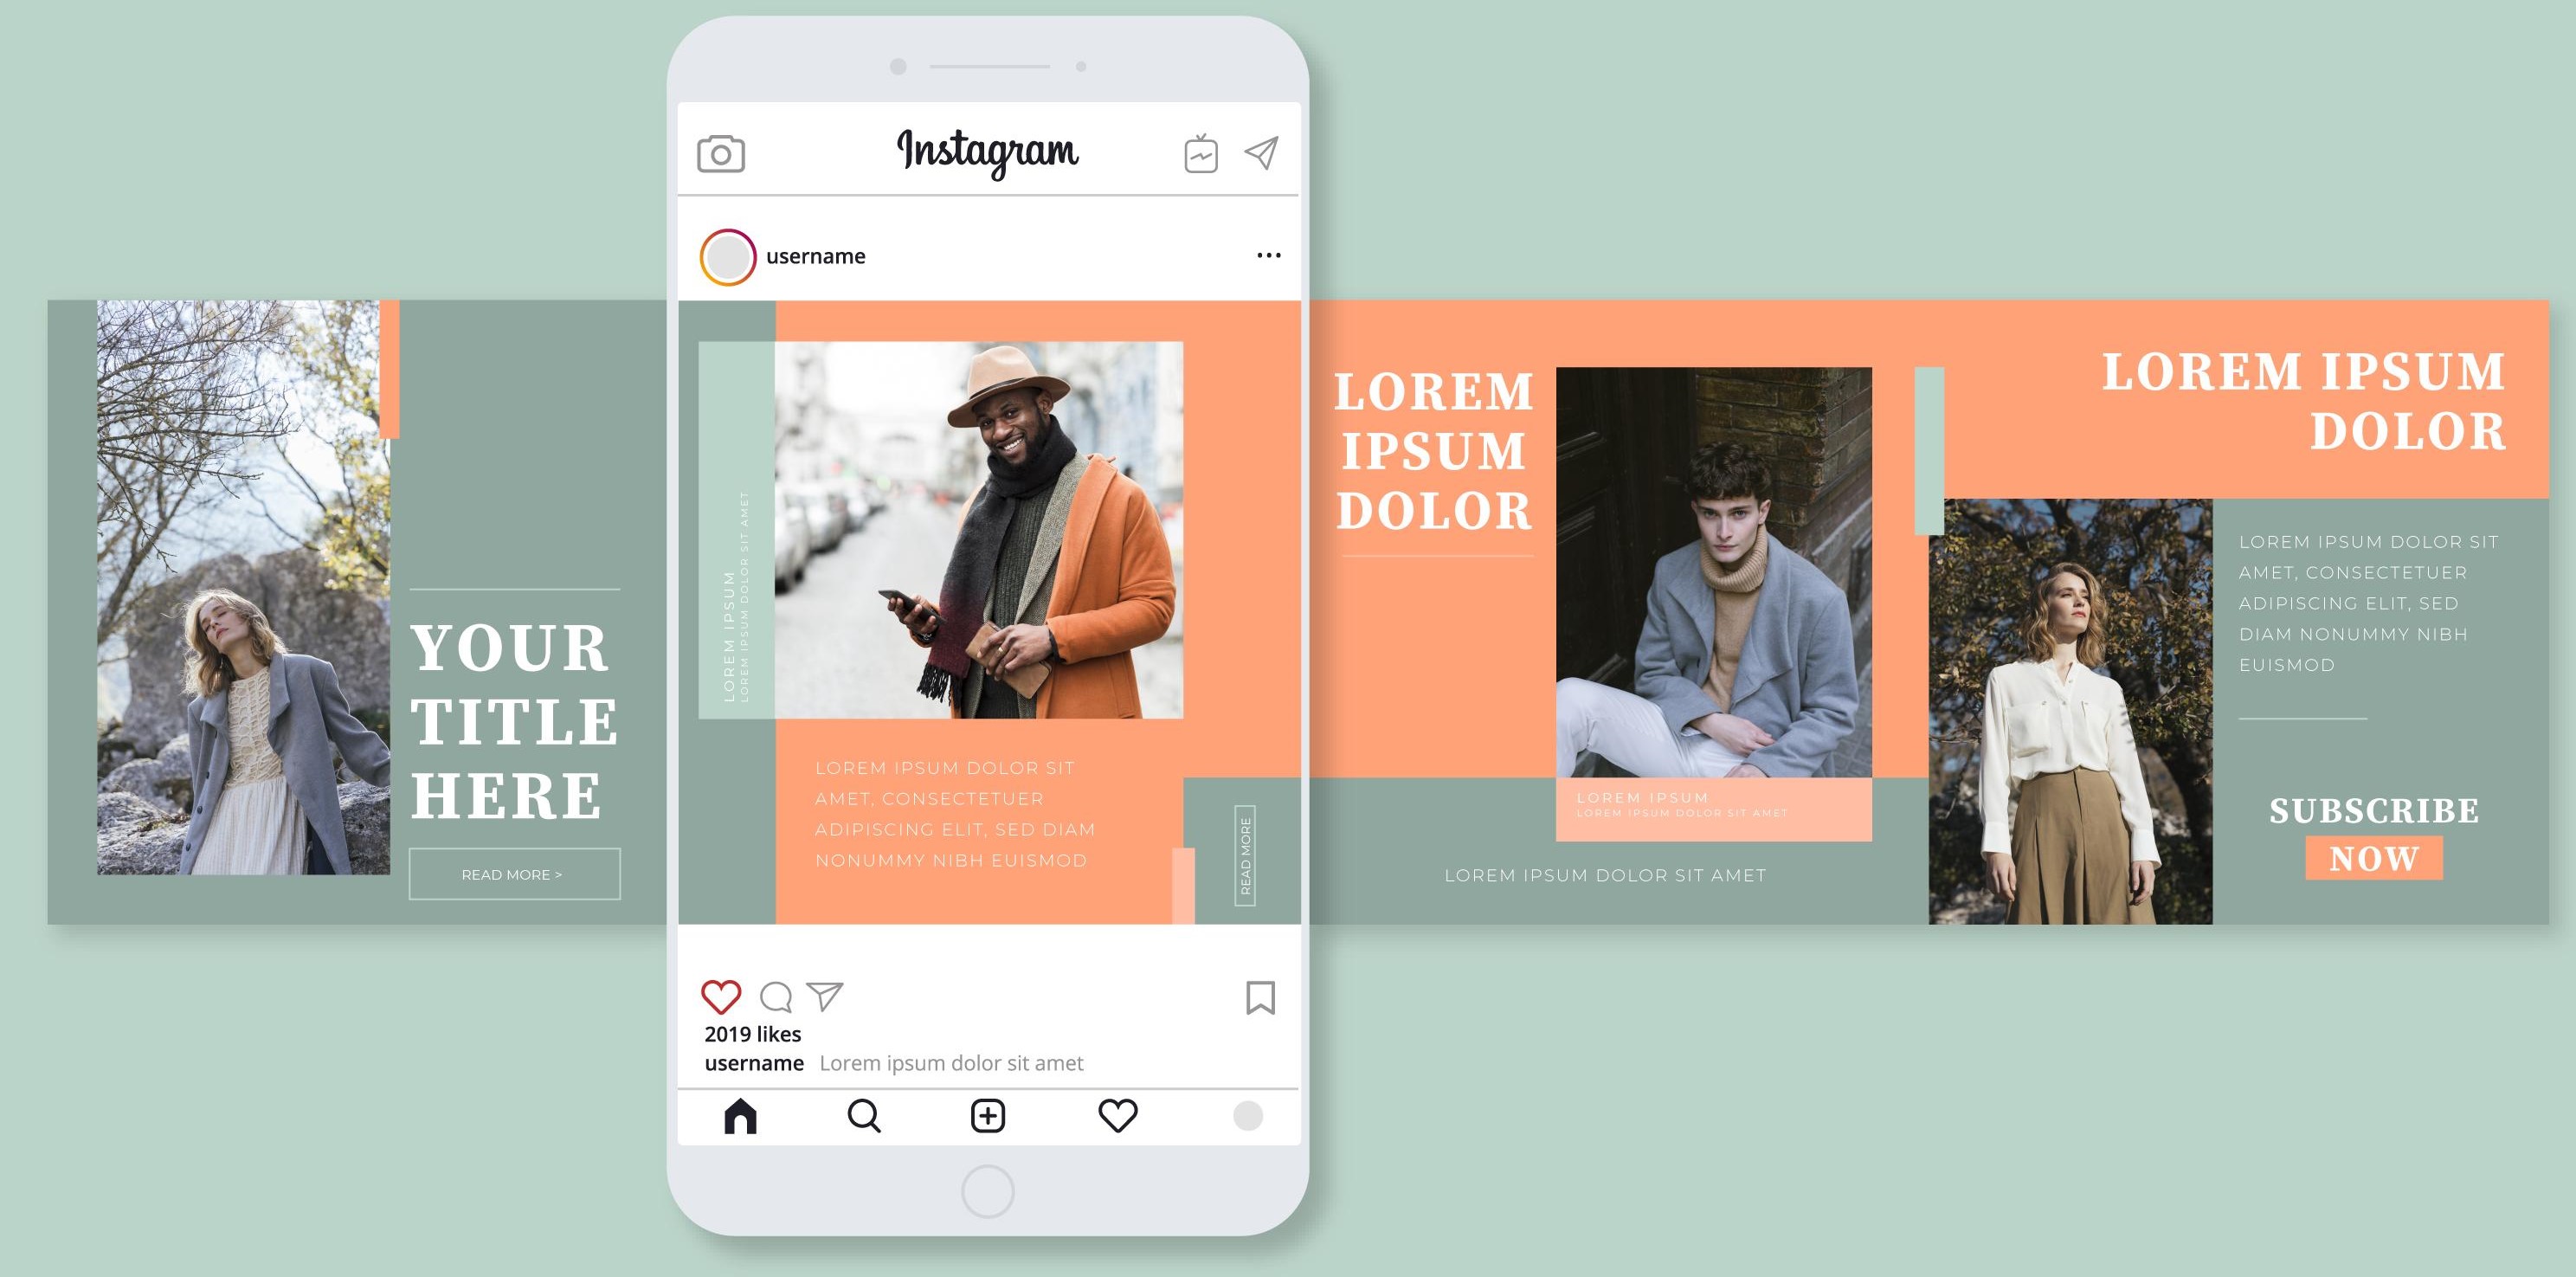 YOUR
TITLE
HERE
READ MORE >
Instagram
username
LOREM IPSUM
LOREM IPSUM DOLOR SIT AMET
LOREM IPSUM DOLOR SIT
AMET, CONSECTETUER
ADIPISCING ELIT, SED DIAM
NONUMMY NIBH EUISMOD
READ MORE
2019 likes
username Lorem ipsum dolor sit amet
LOREM
IPSUM
DOLOR
LOREM IPSUM
LOREM IPSUM DOLOR SIT AMET
LOREM IPSUM DOLOR SIT AMET
LOREM IPSUM
DOLOR
LOREM IPSUM DOLOR SIT
AMET, CONSECTETUER
ADIPISCING ELIT, SED
DIAM NONUMMY NIBH
EUISMOD
SUBSCRIBE
NOW